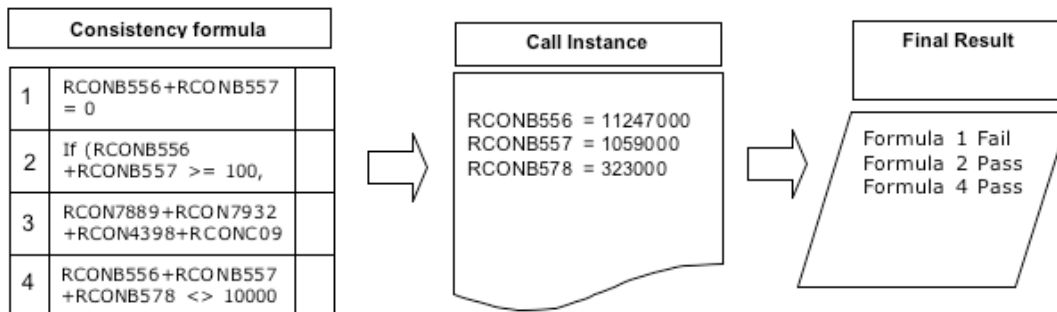 Consistency formula
1
RCONB556+RCONB557
= 0
2
If (RCONB556
+RCONB557 >= 100,
3
RCON7889+RCON7932
+RCON4398+RCONC09
4
RCONB556+RCONB557
+RCONB578 <> 10000
Call Instance
RCONB556 = 11247000
RCONB557 = 1059000
RCONB578 = 323000
Final Result
Formula 1 Fail
Formula 2 Pass
Formula 4 Pass